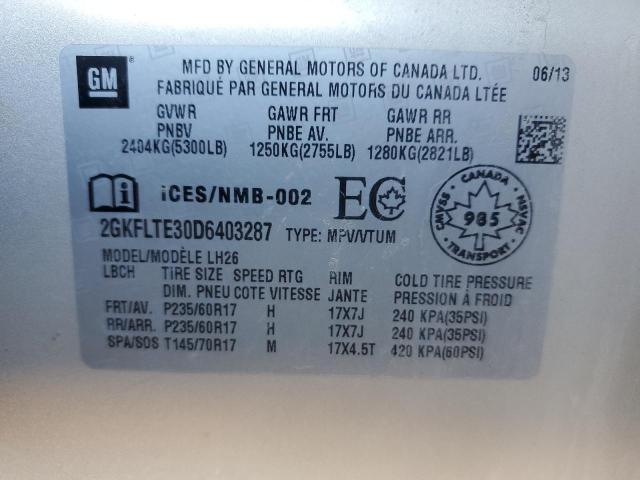 GM
MFD BY GENERAL MOTORS OF CANADA LTD.
06/13
FABRIQUÉ PAR GENERAL MOTORS DU CANADA LTÉE
GVWR GAWR FRT GAWR RR
PNBV PNBE AV. PNBE ARR.
2404KG(5300LB) 1250KG(2755LB) 1280KG(2821LB)
iCES/NMB-002
EC
CANADA
CMVSS 985 NSVAC
TRANSPORT
2GKFLTE30D6403287 TYPE: MPV/VTUM
MODEL/MODÈLE LH26
LBCH TIRE SIZE SPEED RTG RIM COLD TIRE PRESSURE
DIM. PNEU COTE VITESSE JANTE PRESSION À FROID
FRT/AV. P235/60R17 H 17X7J 240 KPA(35PSI)
RR/ARR. P235/60R17 H 17X7J 240 KPA(35PSI)
SPA/SOS T145/70R17 M 17X4.5T 420 KPA(60PSI)